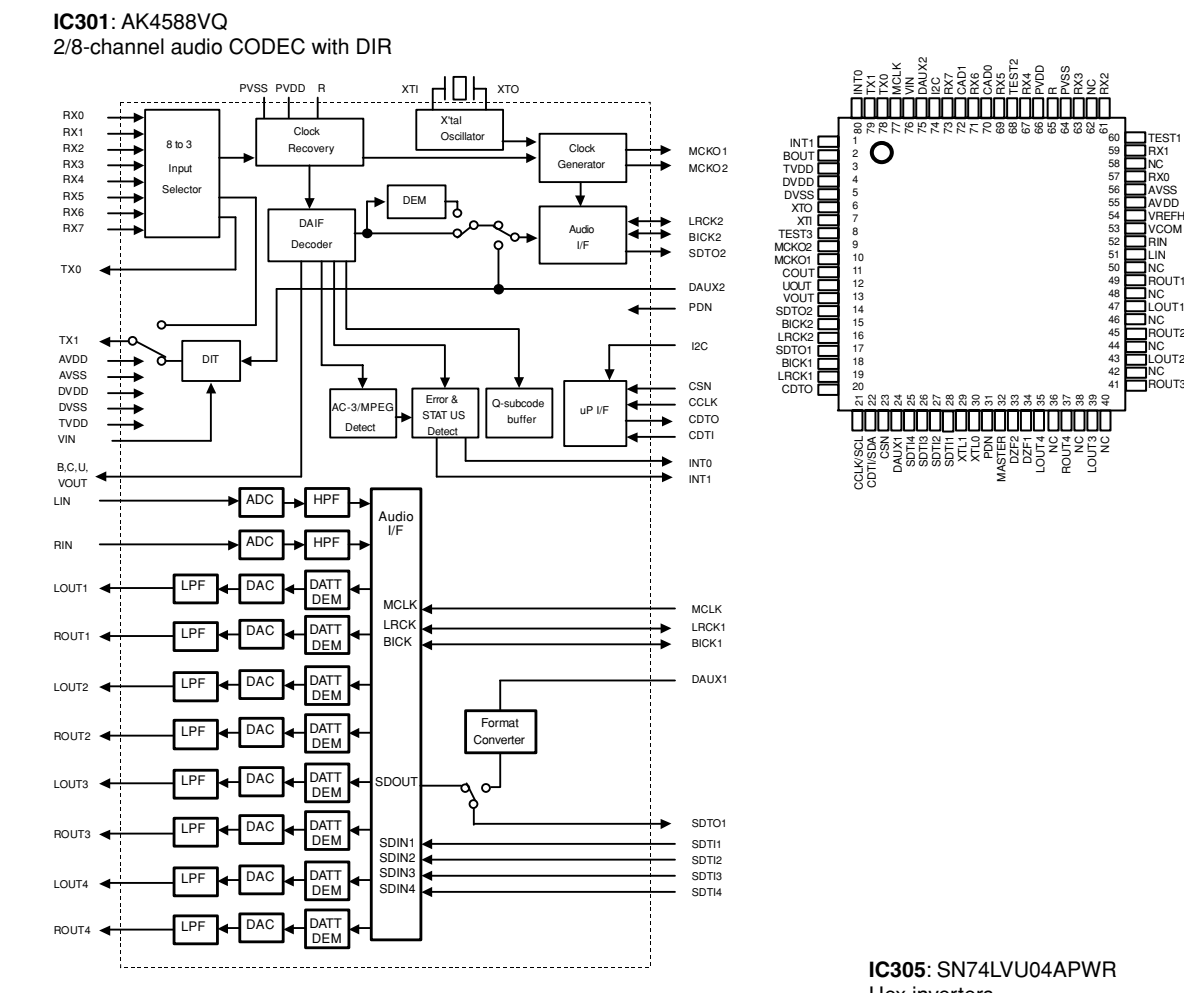 IC301: AK4588VQ
2/8-channel audio CODEC with DIR
PVSS PVDD R
XTI XTO
RX0
RX1
RX2
RX3
RX4
RX5
RX6
RX7
8 to 3
Input
Selector
Clock
Recovery
X'tal
Oscillator
Clock
Generator
MCKO1
MCKO2
DEM
DAIF
Decoder
Audio
I/F
LRCK2
BICK2
SDTO2
TX0
DAUX2
PDN
TX1
AVDD
AVSS
DVDD
DVSS
TVDD
VIN
DIT
I2C
AC-3/MPEG
Detect
Error &
STAT US
Detect
Q-subcode
buffer
uP I/F
CSN
CCLK
CDTO
CDTI
B,C,U,
VOUT
INT0
INT1
LIN
ADC HPF
Audio
I/F
RIN
ADC HPF
LOUT1
LPF DAC DATT
DEM
MCLK
MCLK
ROUT1
LPF DAC DATT
DEM
LRCK
BICK
LRCK1
BICK1
LOUT2
LPF DAC DATT
DEM
DAUX1
ROUT2
LPF DAC DATT
DEM
Format
Converter
LOUT3
LPF DAC DATT
DEM
SDOUT
ROUT3
LPF DAC DATT
DEM
SDTO1
SDIN1
SDIN2
SDIN3
SDIN4
SDTI1
SDTI2
SDTI3
SDTI4
LOUT4
LPF DAC DATT
DEM
ROUT4
LPF DAC DATT
DEM
INT0
TX1
TX0
MCLK
VIN
DAUX2
I2C
RX7
CAD1
RX6
CAD0
RX5
TEST2
RX4
PVDD
R
PVSS
RX3
NC
RX2
80 79 78 77 76 75 74 73 72 71 70 69 68 67 66 65 64 63 62 61
INT1 1
BOUT 2
TVDD 3
DVDD 4
DVSS 5
XTO 6
XTI 7
TEST3 8
MCKO2 9
MCKO1 10
COUT 11
UOUT 12
VOUT 13
SDTO2 14
BICK2 15
LRCK2 16
SDTO1 17
BICK1 18
LRCK1 19
CDTO 20
60 TEST1
59 RX1
58 NC
57 RX0
56 AVSS
55 AVDD
54 VREFH
53 VCOM
52 RIN
51 LIN
50 NC
49 ROUT1
48 NC
47 LOUT1
46 NC
45 ROUT2
44 NC
43 LOUT2
42 NC
41 ROUT3
21 22 23 24 25 26 27 28 29 30 31 32 33 34 35 36 37 38 39 40
CCLK/SCL
CDTI/SDA
CSN
DAUX1
SDTI4
SDTI3
SDTI2
SDTI1
XTL1
XTL0
PDN
MASTER
DZF2
DZF1
LOUT4
NC
ROUT4
NC
LOUT3
NC
IC305: SN74LVU04APWR
Hex inverters